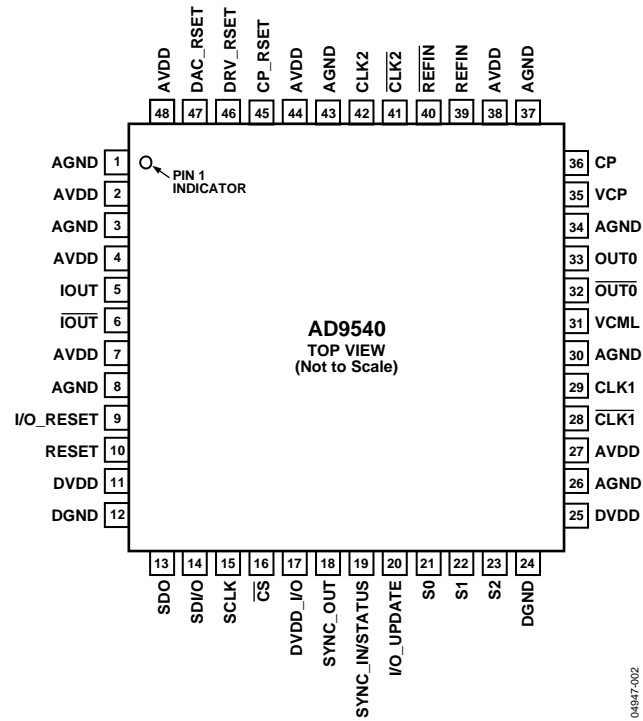 AVDD
DAC_RSET
DRV_RSET
CP_RSET
AVDD
AGND
CLK2
CLK2
REFIN
REFIN
AVDD
AGND
48 47 46 45 44 43 42 41 40 39 38 37
AGND 1
AVDD 2
AGND 3
AVDD 4
IOUT 5
IOUT 6
AVDD 7
AGND 8
I/O_RESET 9
RESET 10
DVDD 11
DGND 12
PIN 1
INDICATOR
AD9540
TOP VIEW
(Not to Scale)
36 CP
35 VCP
34 AGND
33 OUT0
32 OUT0
31 VCML
30 AGND
29 CLK1
28 CLK1
27 AVDD
26 AGND
25 DVDD
13 14 15 16 17 18 19 20 21 22 23 24
SDO
SDI/O
SCLK
CS
DVDD_I/O
SYNC_OUT
SYNC_IN/STATUS
I/O_UPDATE
S0
S1
S2
DGND
04947-002